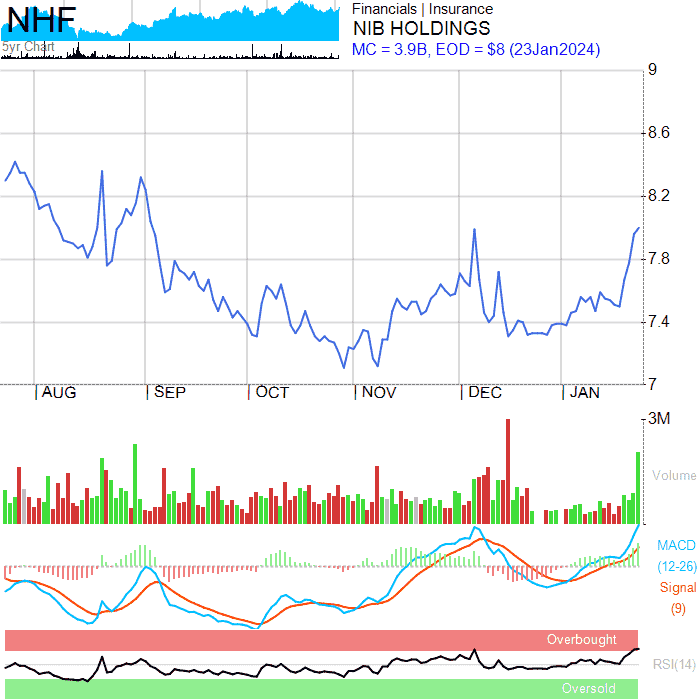 NHF
5yr Chart
Financials | Insurance
NIB HOLDINGS
MC = 3.9B, EOD = $8 (23Jan2024)
9
8.6
8.2
7.8
7.4
7
AUG SEP OCT NOV DEC JAN
3M
Volume
MACD
(12-26)
Signal
(9)
Overbought
RSI(14)
Oversold